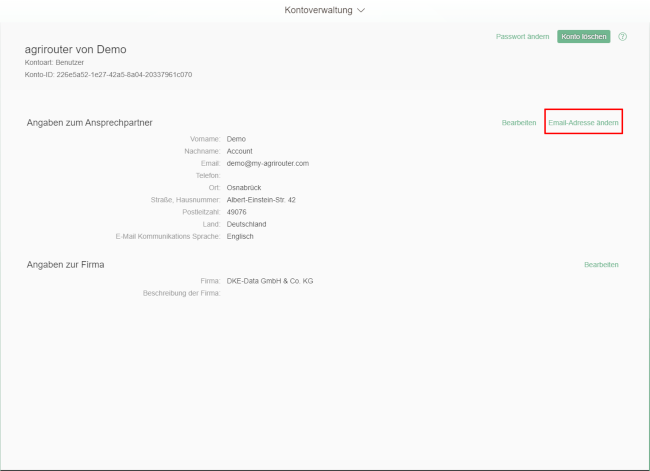 Kontoverwaltung
Passwort ändern Konto löschen
agrirouter von Demo
Kontoart: Benutzer
Konto-ID: 226e5a52-1e27-42a5-8a04-20337961c070
Angaben zum Ansprechpartner Bearbeiten Email-Adresse ändern
Vorname: Demo
Nachname: Account
Email: demo@my-agrirouter.com
Telefon:
Ort: Osnabrück
Straße, Hausnummer: Albert-Einstein-Str. 42
Postleitzahl: 49076
Land: Deutschland
E-Mail Kommunikations Sprache: Englisch
Angaben zur Firma Bearbeiten
Firma: DKE-Data GmbH & Co. KG
Beschreibung der Firma: